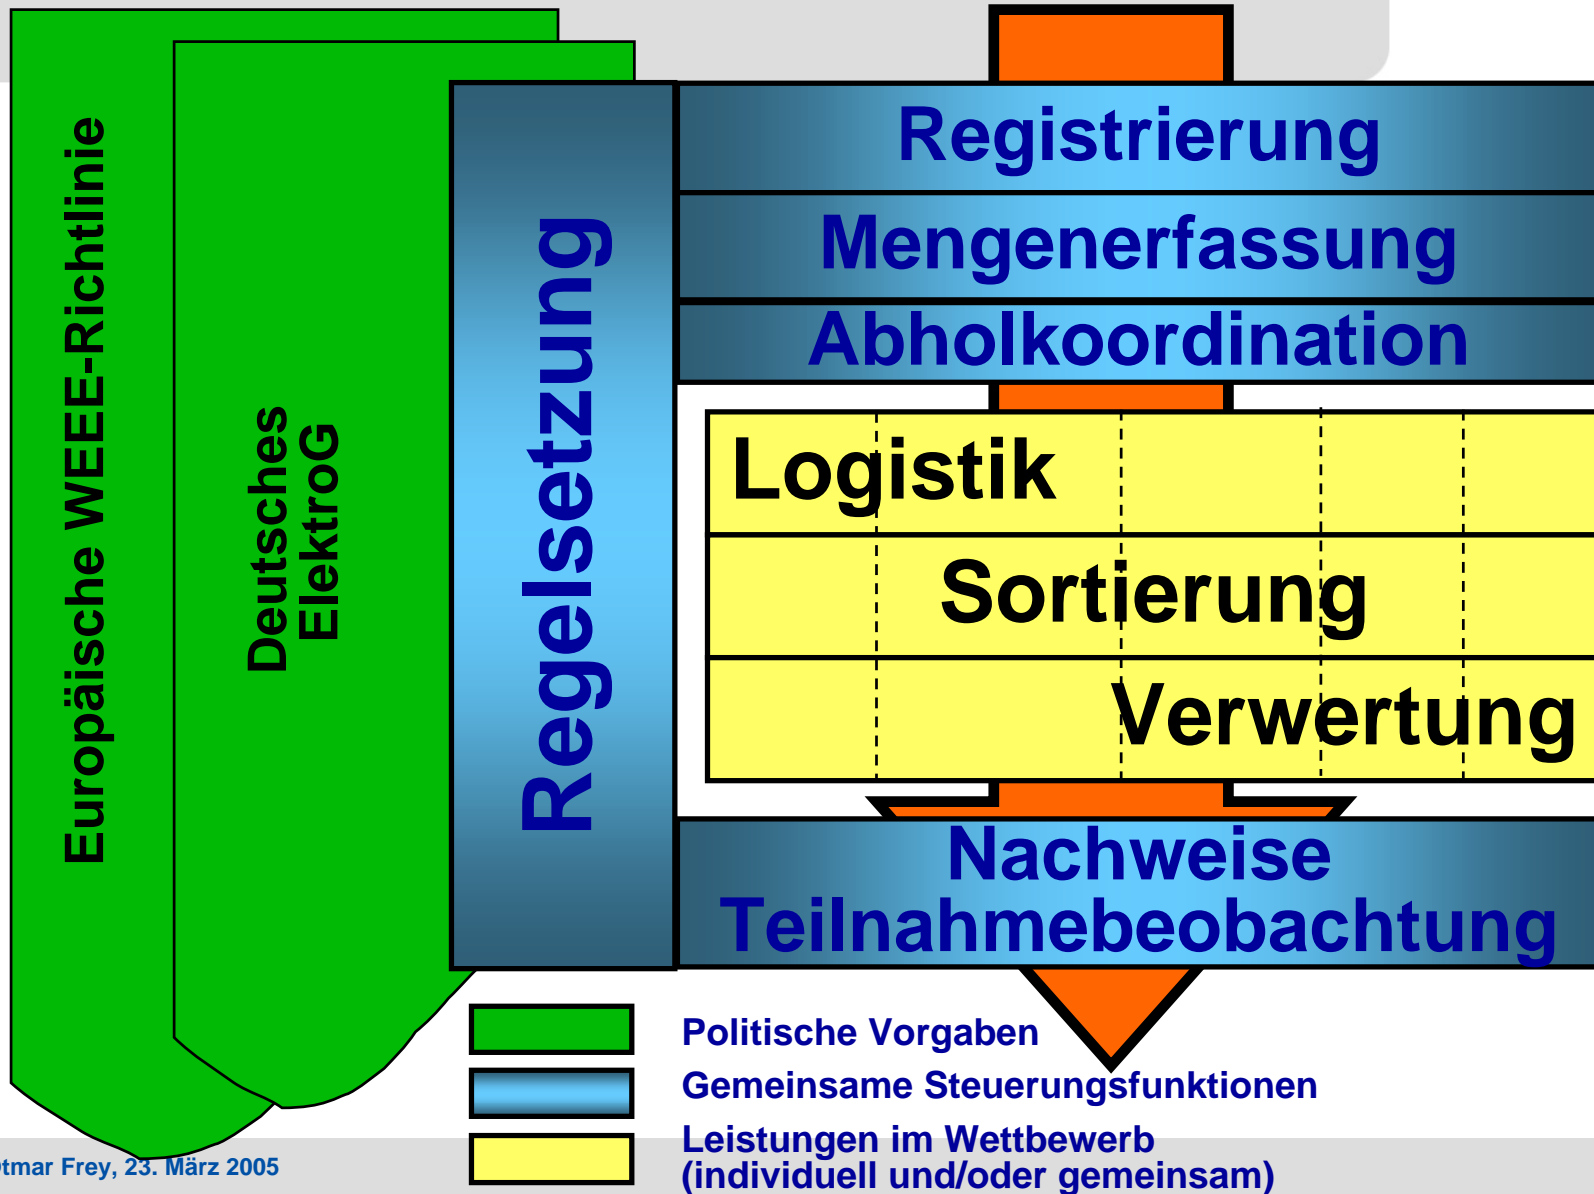 Europäische WEEE-Richtlinie
Deutsches
ElektroG
Regelsetzung
Registrierung
Mengenerfassung
Abholkoordination
Logistik
Sortierung
Verwertung
Nachweise
Teilnahmebeobachtung
Politische Vorgaben
Gemeinsame Steuerungsfunktionen
Leistungen im Wettbewerb
(individuell und/oder gemeinsam)
Frey, 23. März 2005